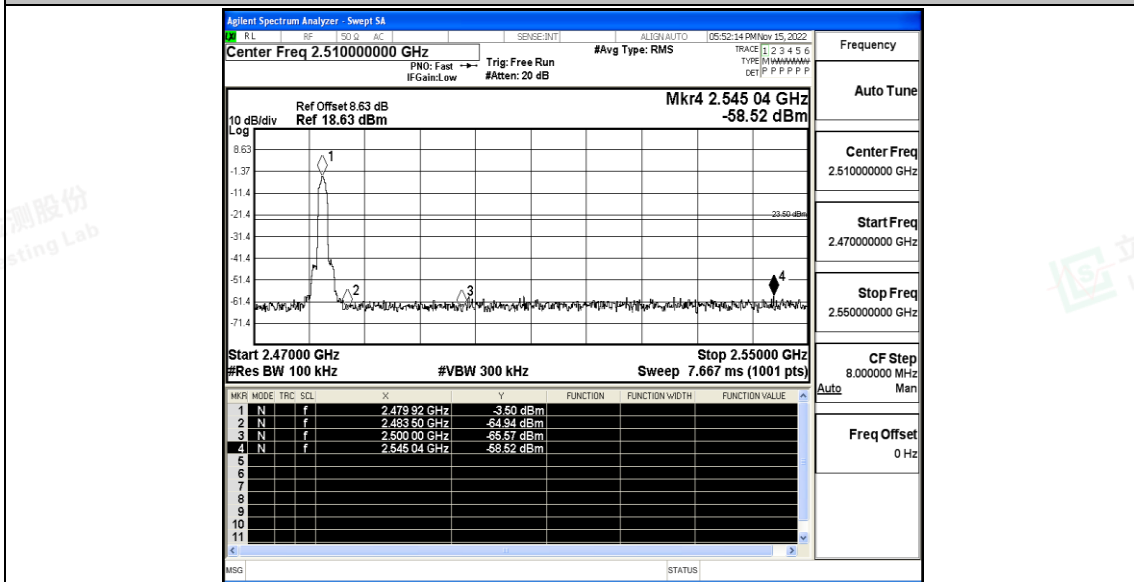 Agilent Spectrum Analyzer - Swept SA
LXI RL RF 50 Ω AC SENSE:INT ALIGN AUTO 05:52:14 PM Nov 15, 2022
Center Freq 2.510000000 GHz #Avg Type: RMS TRACE 1 2 3 4 5 6
PNO: Fast Trig: Free Run TYPE MWWWWW
IFGain:Low #Atten: 20 dB DET P P P P P P
Mkr4 2.545 04 GHz
-58.52 dBm
Ref Offset 8.63 dB
10 dB/div Ref 18.63 dBm
Log
8.63
-1.37
-11.4
-21.4
-31.4
-41.4
-51.4
-61.4
-71.4
1
2
3
4
23.50 dBm
Start 2.47000 GHz Stop 2.55000 GHz
#Res BW 100 kHz #VBW 300 kHz Sweep 7.667 ms (1001 pts)
MKR MODE TRC SCL X Y FUNCTION FUNCTION WIDTH FUNCTION VALUE
1 N f 2.479 92 GHz -3.50 dBm
2 N f 2.483 50 GHz -64.94 dBm
3 N f 2.500 00 GHz -65.57 dBm
4 N f 2.545 04 GHz -58.52 dBm
5
6
7
8
9
10
11
MSG STATUS
Frequency
Auto Tune
Center Freq
2.510000000 GHz
Start Freq
2.470000000 GHz
Stop Freq
2.550000000 GHz
CF Step
8.000000 MHz
Auto Man
Freq Offset
0 Hz
测股份
sting Lab
立
LCS